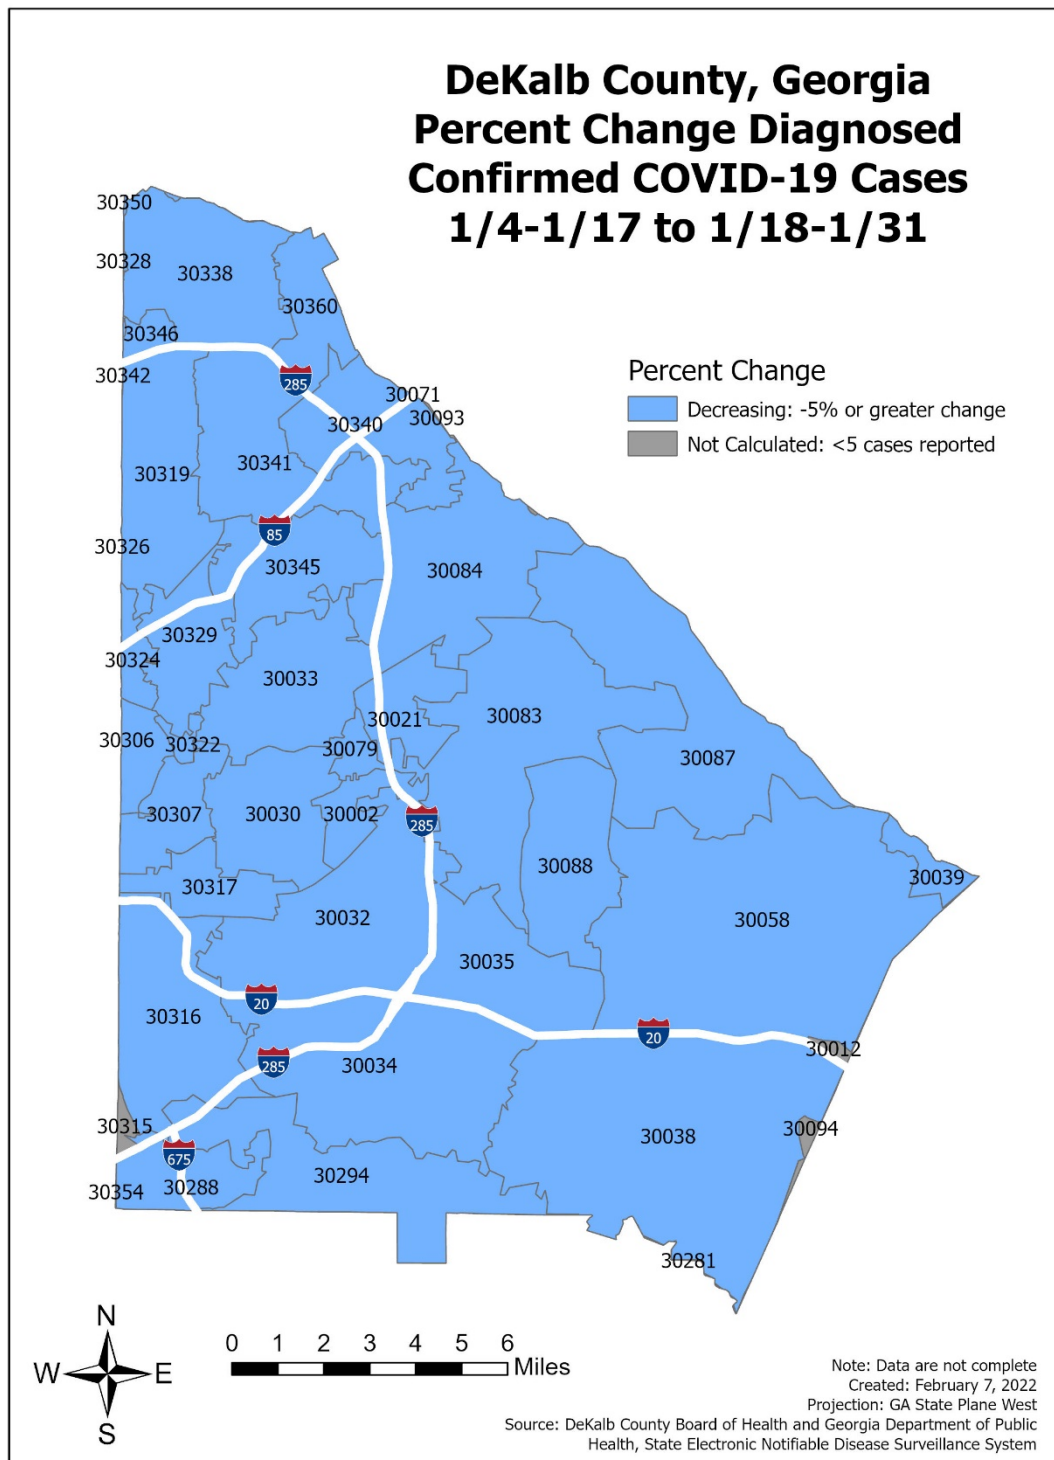 DeKalb County, Georgia
Percent Change Diagnosed
Confirmed COVID-19 Cases
1/4-1/17 to 1/18-1/31
30350
30328
30338
30360
30346
30342
285
30071
30093
30340
30319
30341
85
30326
30345
30084
30329
30324
30033
30021
30083
30306
30322
30079
30087
30307
30030
30002
285
30088
30317
30039
30032
30058
30035
20
30316
20
30012
285
30034
30315
30038
30094
675
30354
30288
30294
30281
Percent Change
Decreasing: -5% or greater change
Not Calculated: <5 cases reported
N
W E
S
0 1 2 3 4 5 6
Miles
Note: Data are not complete
Created: February 7, 2022
Projection: GA State Plane West
Source: DeKalb County Board of Health and Georgia Department of Public
Health, State Electronic Notifiable Disease Surveillance System